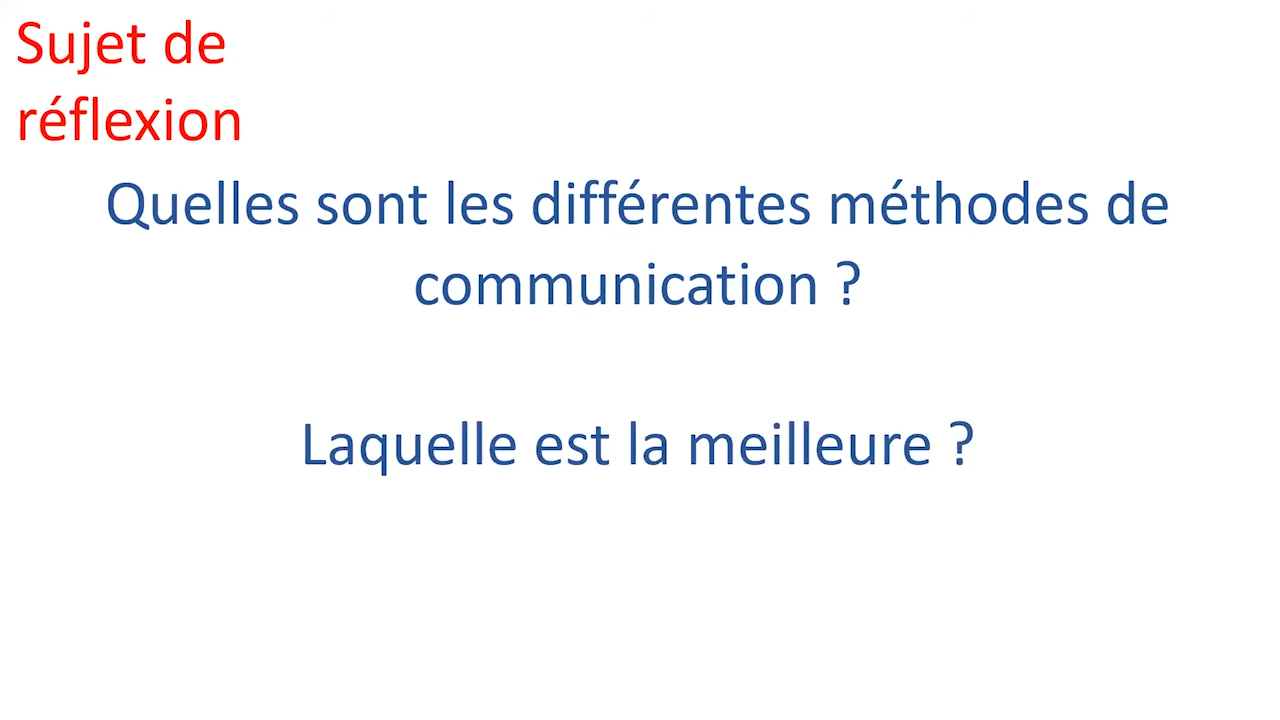 Sujet de
réflexion
Quelles sont les différentes méthodes de
communication ?
Laquelle est la meilleure ?